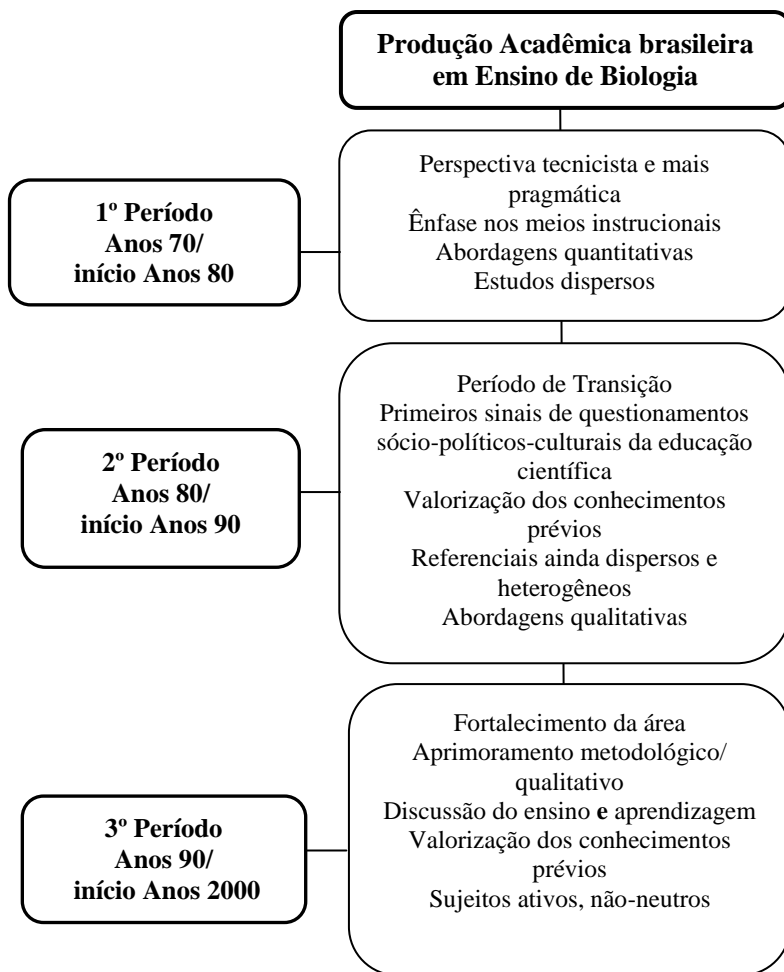 Produção Acadêmica brasileira
em Ensino de Biologia
1º Período
Anos 70/
início Anos 80
Perspectiva tecnicista e mais
pragmática
Ênfase nos meios instrucionais
Abordagens quantitativas
Estudos dispersos
2º Período
Anos 80/
início Anos 90
Período de Transição
Primeiros sinais de questionamentos
sócio-políticos-culturais da educação
científica
Valorização dos conhecimentos
prévios
Referenciais ainda dispersos e
heterogêneos
Abordagens qualitativas
3º Período
Anos 90/
início Anos 2000
Fortalecimento da área
Aprimoramento metodológico/
qualitativo
Discussão do ensino e aprendizagem
Valorização dos conhecimentos
prévios
Sujeitos ativos, não-neutros